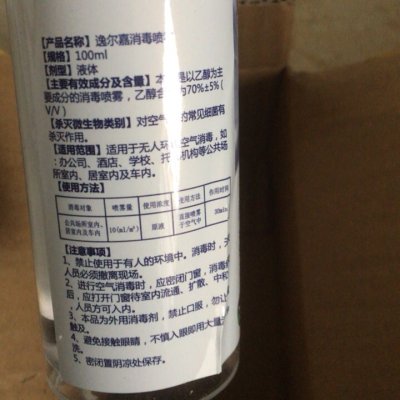 【产品名称】逸尔嘉消毒喷
【规格】100ml
【剂型】液体
【主要有效成分及含量】本 是以乙醇为主
要成分的消毒喷雾，乙醇含 为70%±5%（
V/V）
【杀灭微生物类别】对空气 的常见细菌有
杀灭作用。
【适用范围】适用于无人环 空气消毒，如
：办公司、酒店、学校、托 机构等公共场
所室内、居室内及车内。
【使用方法】
消毒对象 喷雾量 使用浓度 使用方法 作用时间
公共场所室内、居室内及车内 10(ml/m³) 原液 直接喷雾于空气中 30min
【注意事项】
1、禁止使用于有人的环境中。消毒时，
人员必须撤离现场。
2、进行空气消毒时，应密闭门窗，消毒
后，应打开门窗待室内流通、扩散、中和
人员方可入内。
3、本品为外用消毒剂，禁止口服，勿让
触及。
4、避免接触眼睛，不慎入眼即用大量
洗。
5、密闭置阴凉处保存。